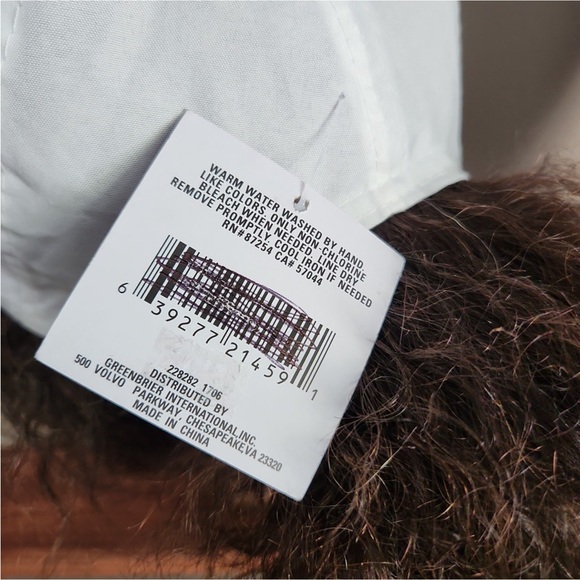 WARM WATER WASHED BY HAND
LIKE COLORS, ONLY NON-CHLORINE
BLEACH WHEN NEEDED. LINE DRY
REMOVE PROMPTLY, COOL IRON IF NEEDED
RN#87254 CA# 57044
6 39277 21459 1
228282 1706
DISTRIBUTED BY
GREENBRIER INTERNATIONAL,INC.
500 VOLVO PARKWAY, CHESAPEAKE,VA 23320
MADE IN CHINA